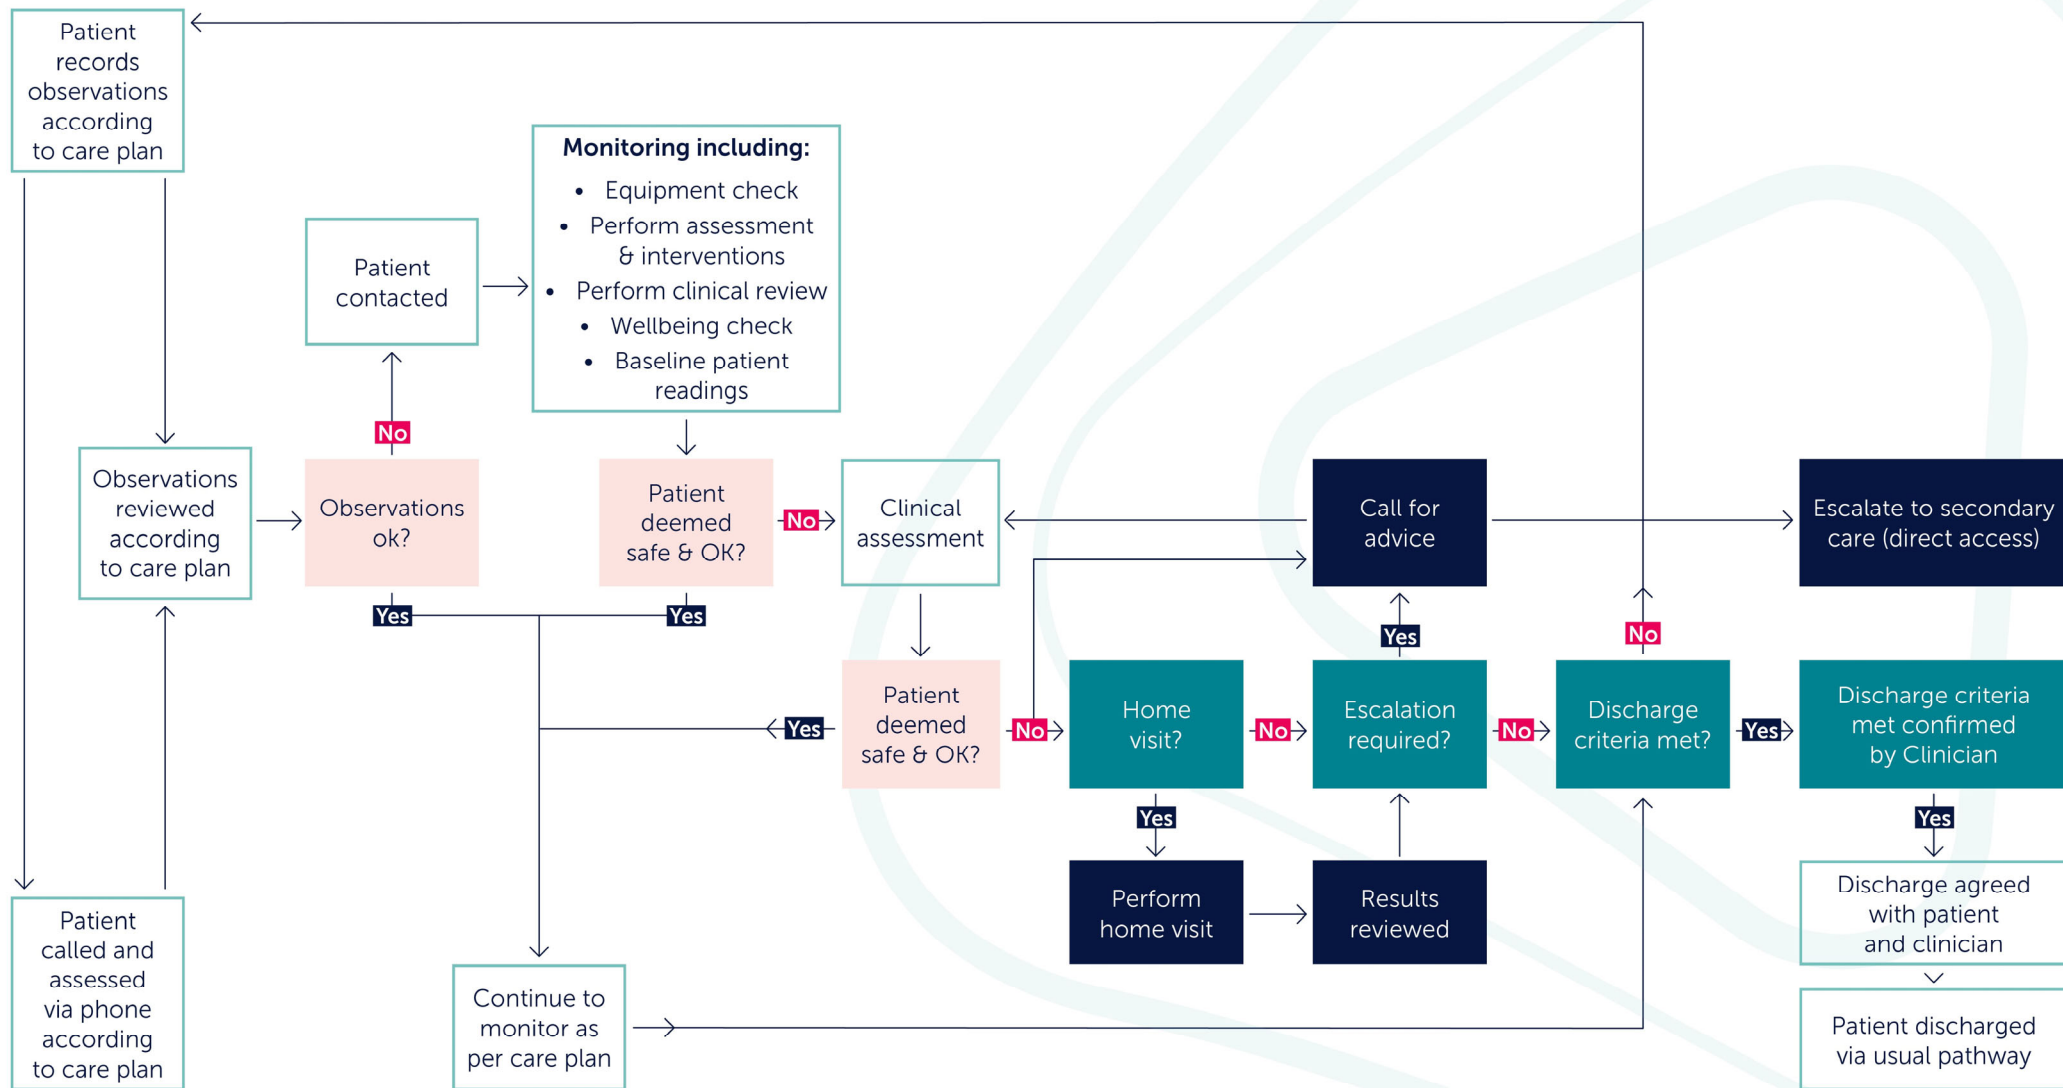 Patient
records
observations
according
to care plan
Monitoring including:
• Equipment check
• Perform assessment
& interventions
• Perform clinical review
• Wellbeing check
• Baseline patient
readings
Patient
contacted
No
Observations
reviewed
according
to care plan
Observations
ok?
Patient
deemed
safe & OK?
No
Clinical
assessment
Call for
advice
Escalate to secondary
care (direct access)
Yes
Yes
Yes
No
Yes
Patient
deemed
safe & OK?
No
Home
visit?
No
Escalation
required?
No
Discharge
criteria met?
Yes
Discharge criteria
met confirmed
by Clinician
Yes
Yes
Perform
home visit
Results
reviewed
Discharge agreed
with patient
and clinician
Patient
called and
assessed
via phone
according
to care plan
Continue to
monitor as
per care plan
Patient discharged
via usual pathway